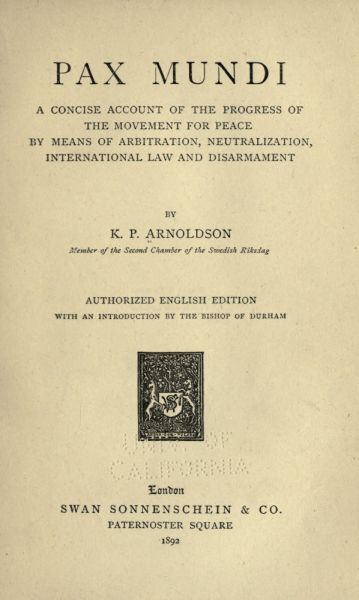 PAX MUNDI
A CONCISE ACCOUNT OF THE PROGRESS OF
THE MOVEMENT FOR PEACE
BY MEANS OF ARBITRATION, NEUTRALIZATION,
INTERNATIONAL LAW AND DISARMAMENT
BY
K. P. ARNOLDSON
Member of the Second Chamber of the Swedish Riksdag
AUTHORIZED ENGLISH EDITION
WITH AN INTRODUCTION BY THE BISHOP OF DURHAM
UNIV. OF
CALIFORNIA
London
SWAN SONNENSCHEIN & CO.
PATERNOSTER SQUARE
1892